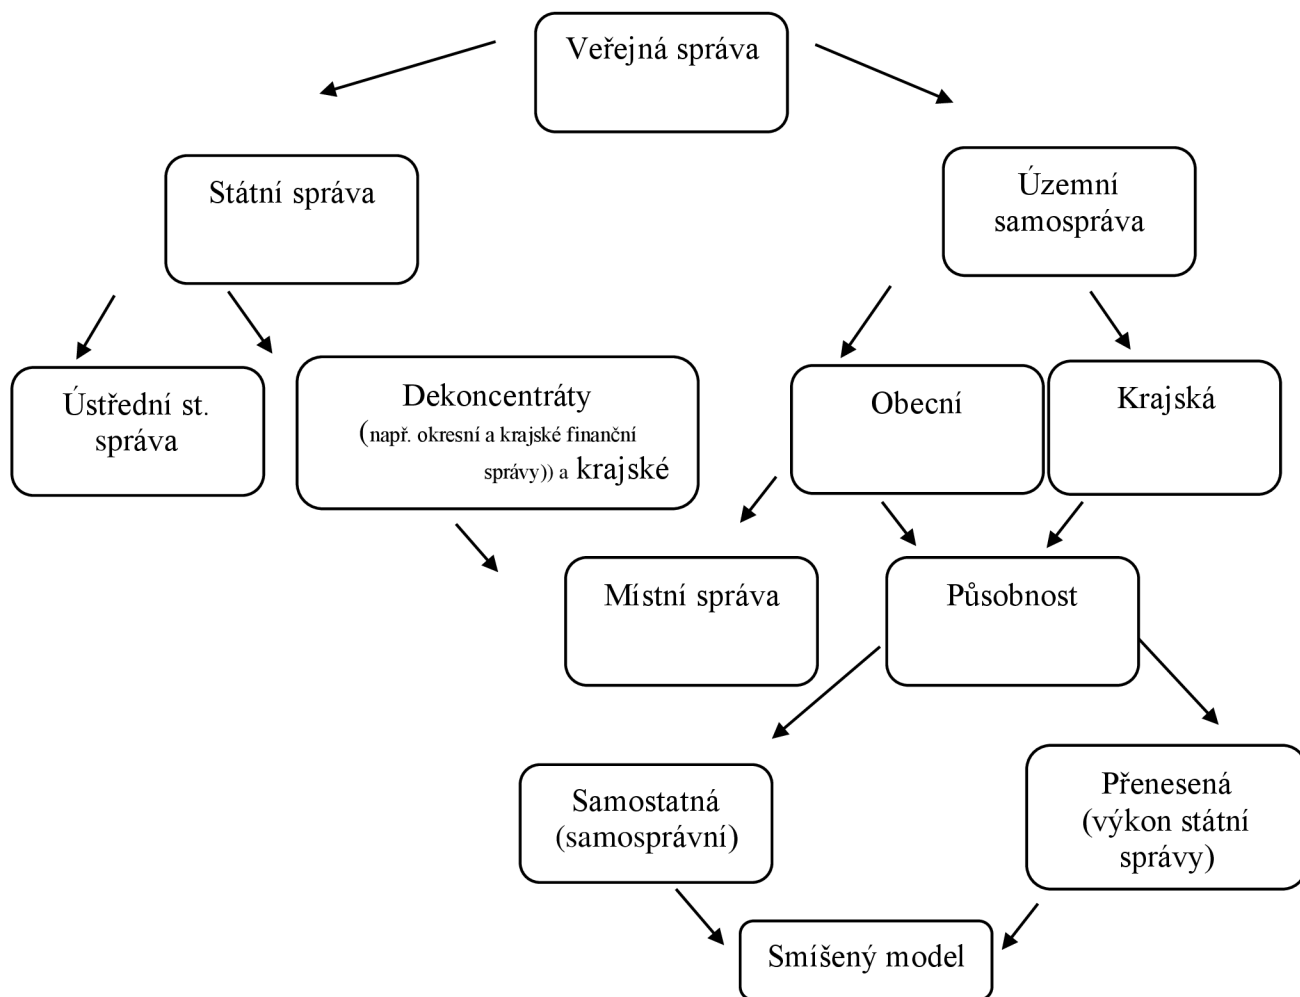 Veřejná správa
Státní správa
Územní
samospráva
Ústřední st.
správa
Dekoncentráty
(např. okresní a krajské finanční
správy)) a krajské
Obecní
Krajská
Místní správa
Působnost
Samostatná
(samosprávní)
Přenesená
(výkon státní
správy)
Smíšený model